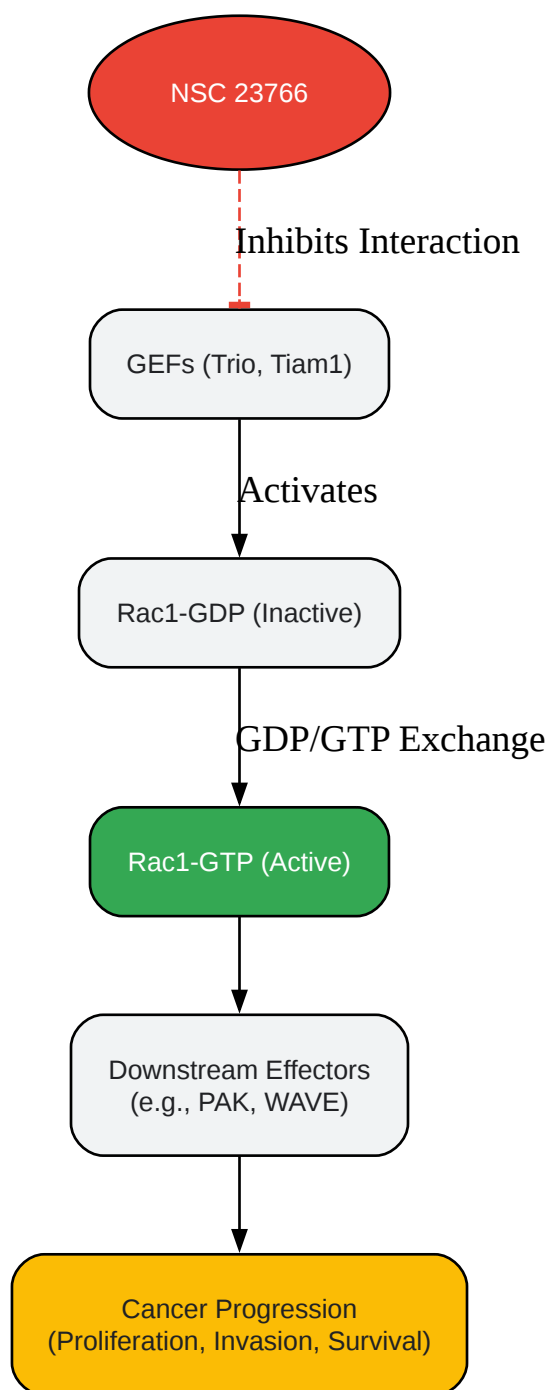 NSC 23766
Inhibits Interaction
GEFs (Trio, Tiam1)
Activates
Rac1-GDP (Inactive)
GDP/GTP Exchange
Rac1-GTP (Active)
Downstream Effectors
(e.g., PAK, WAVE)
Cancer Progression
(Proliferation, Invasion, Survival)